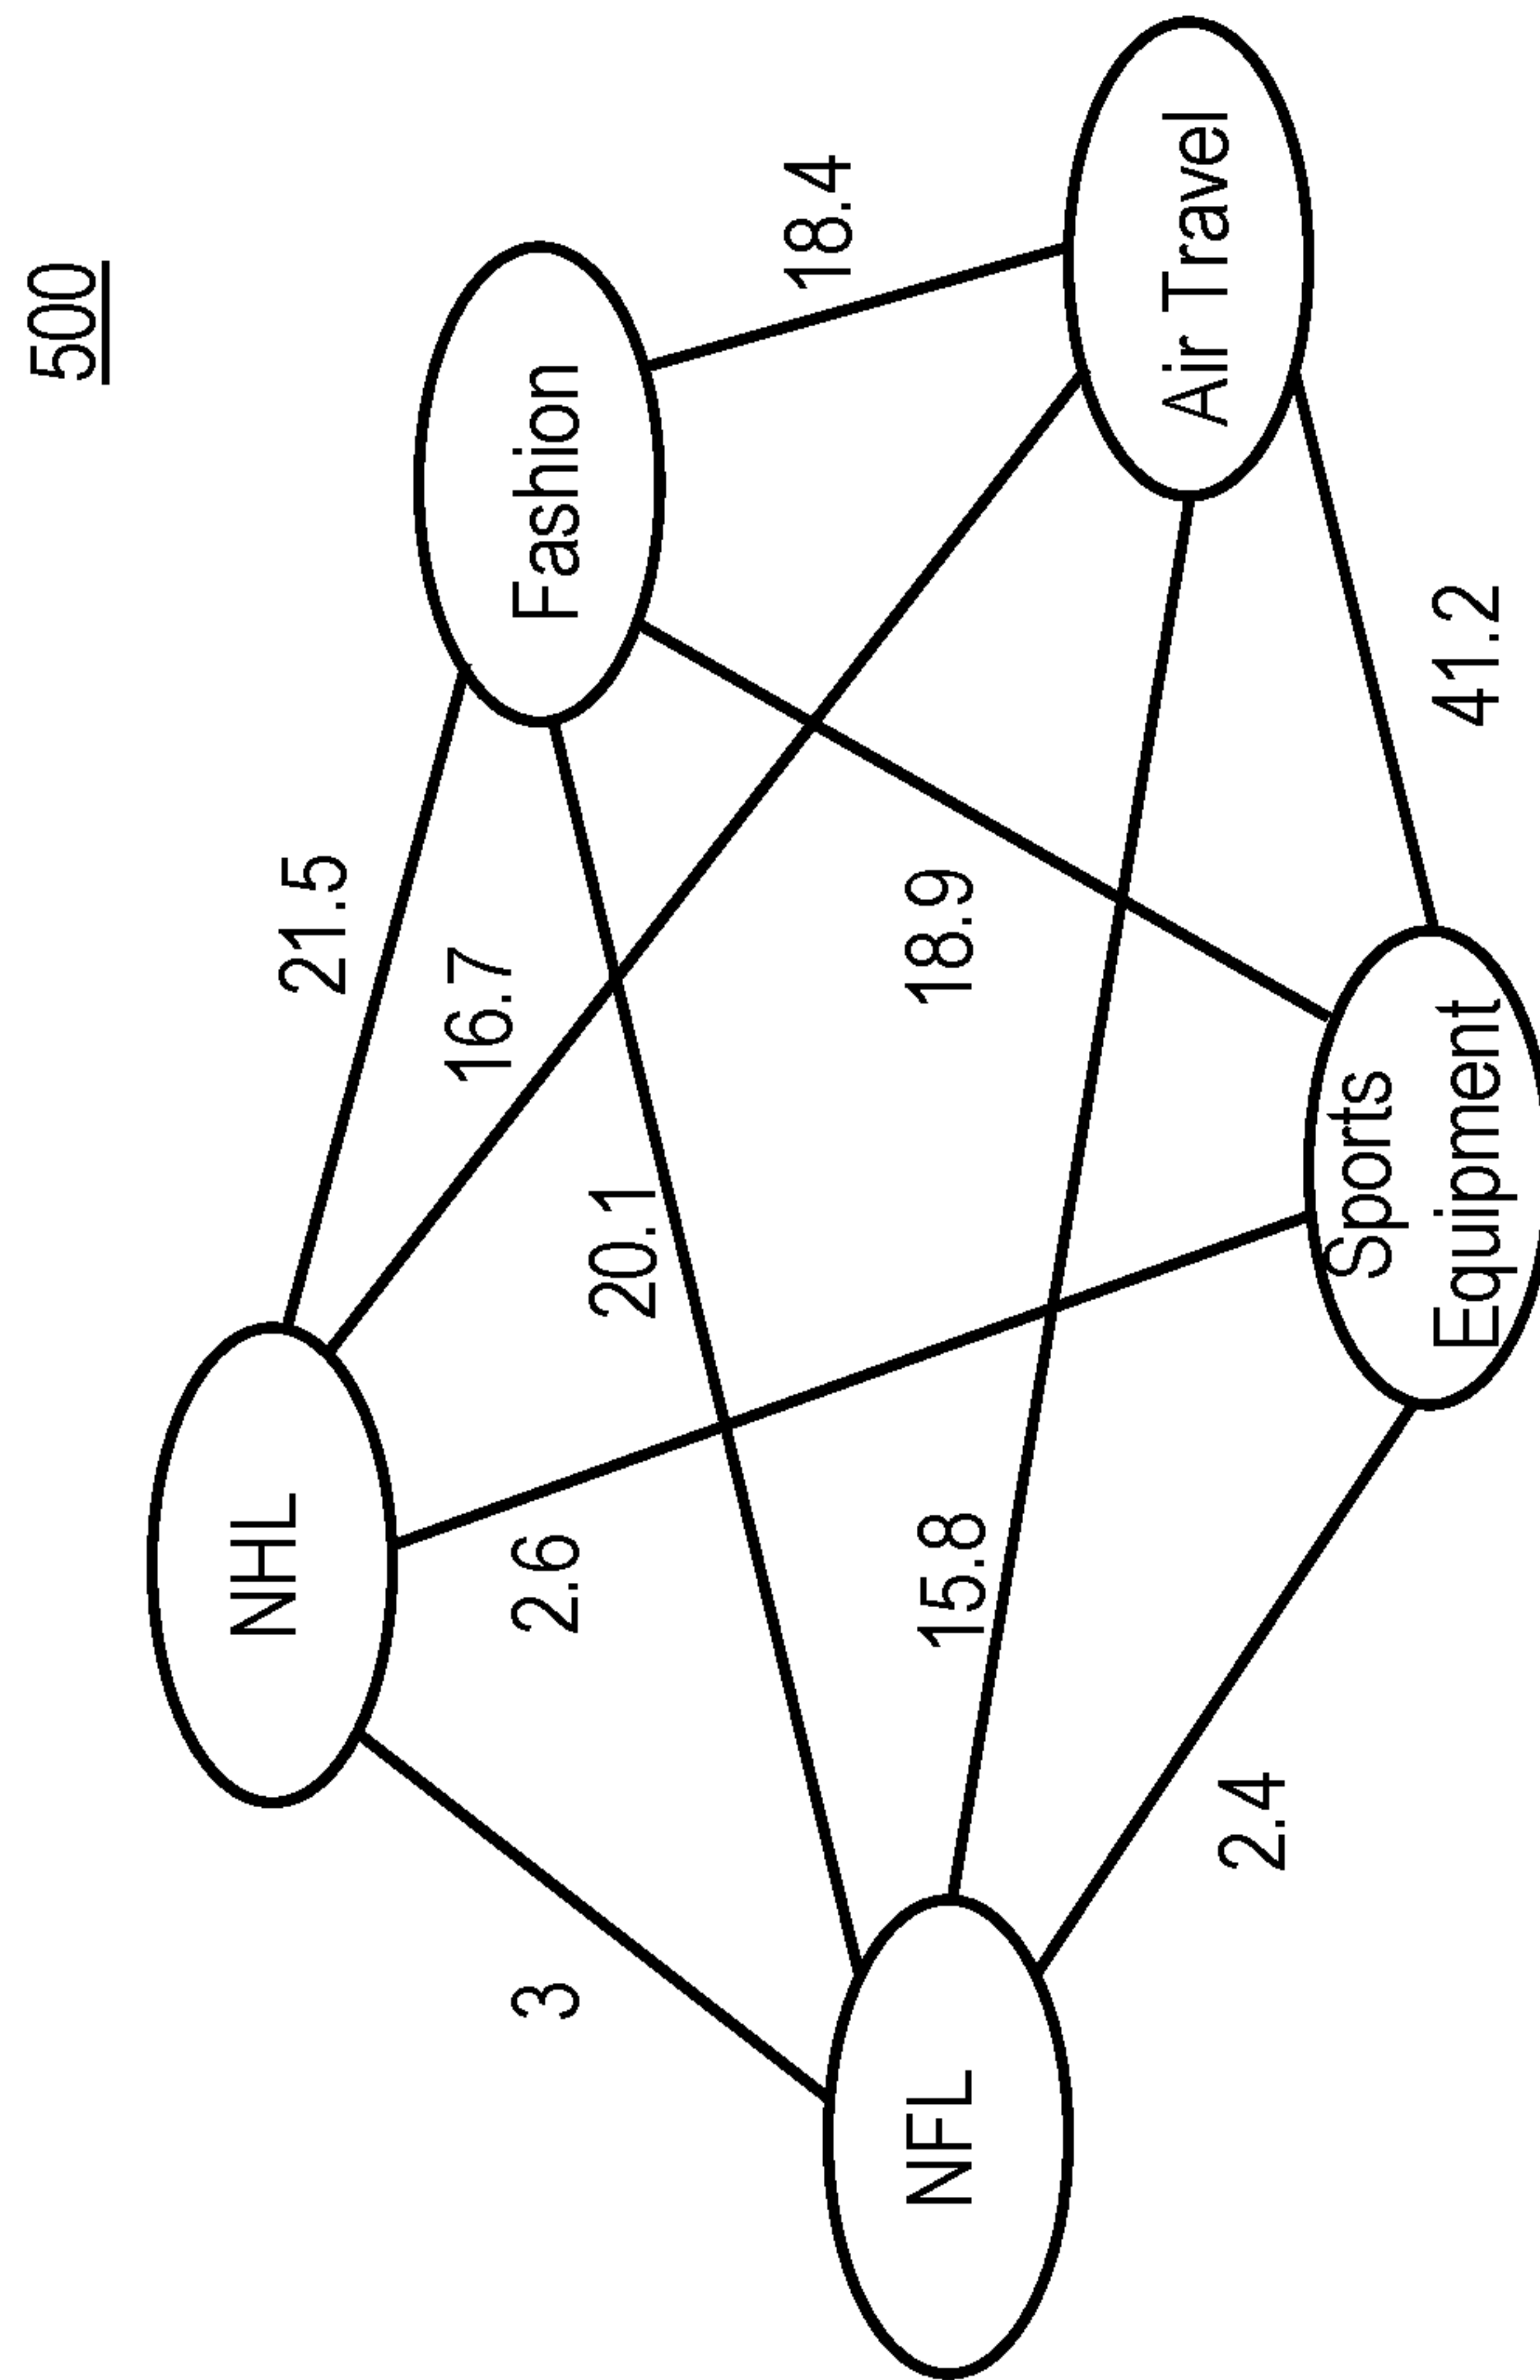 500
NHL
21.5
Fashion
3
2.6
16.7
20.1
18.4
NFL
15.8
18.9
Air Travel
2.4
Sports
Equipment
41.2